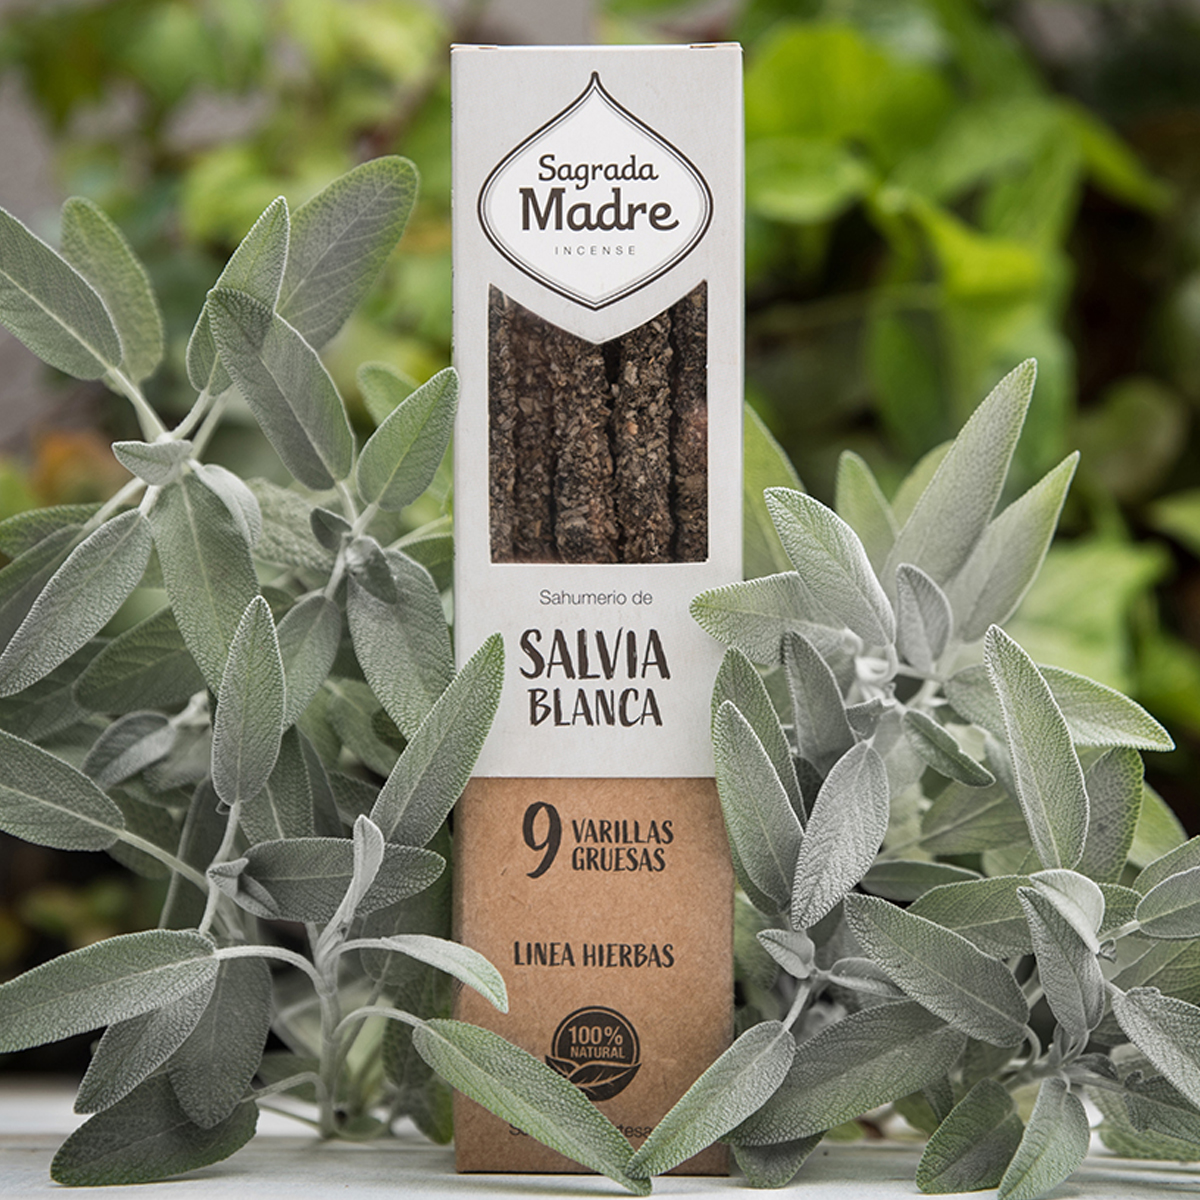 Sagrada
Madre
INCENSE
Sahumerio de
SALVIA
BLANCA
9 VARILLAS
GRUESAS
LINEA HIERBAS
100%
NATURAL